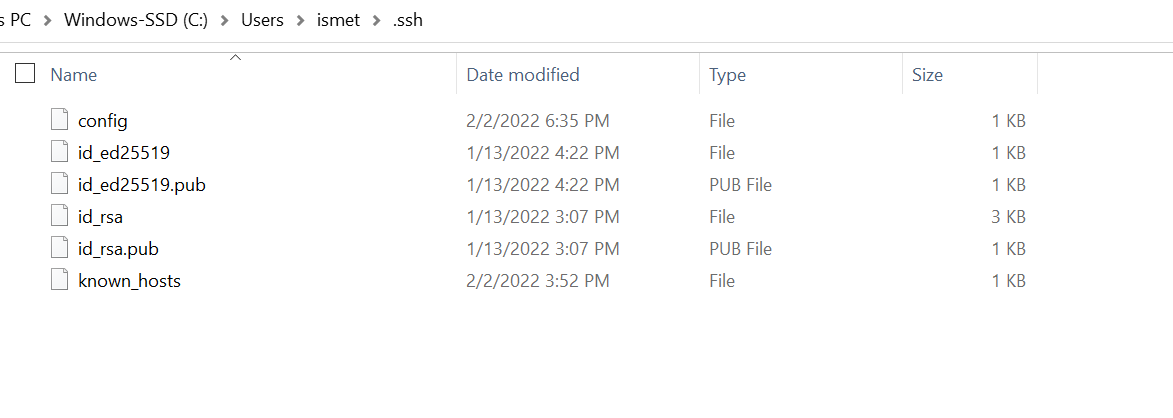 s PC > Windows-SSD (C:) > Users > ismet > .ssh
Name Date modified Type Size
config 2/2/2022 6:35 PM File 1 KB
id_ed25519 1/13/2022 4:22 PM File 1 KB
id_ed25519.pub 1/13/2022 4:22 PM PUB File 1 KB
id_rsa 1/13/2022 3:07 PM File 3 KB
id_rsa.pub 1/13/2022 3:07 PM PUB File 1 KB
known_hosts 2/2/2022 3:52 PM File 1 KB